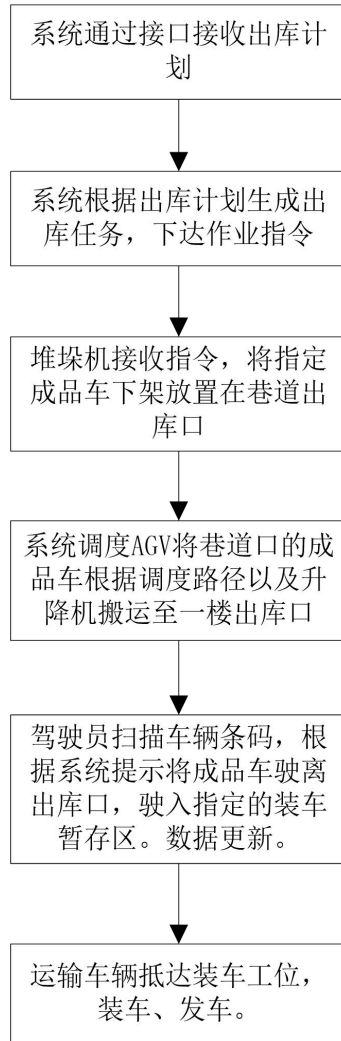 系统通过接口接收出库计
划
系统根据出库计划生成出
库任务，下达作业指令
堆垛机接收指令，将指定
成品车下架放置在巷道出
库口
系统调度AGV将巷道口的成
品车根据调度路径以及升
降机搬运至一楼出库口
驾驶员扫描车辆条码，根
据系统提示将成品车驶离
出库口，驶入指定的装车
暂存区。数据更新。
运输车辆抵达装车工位，
装车、发车。